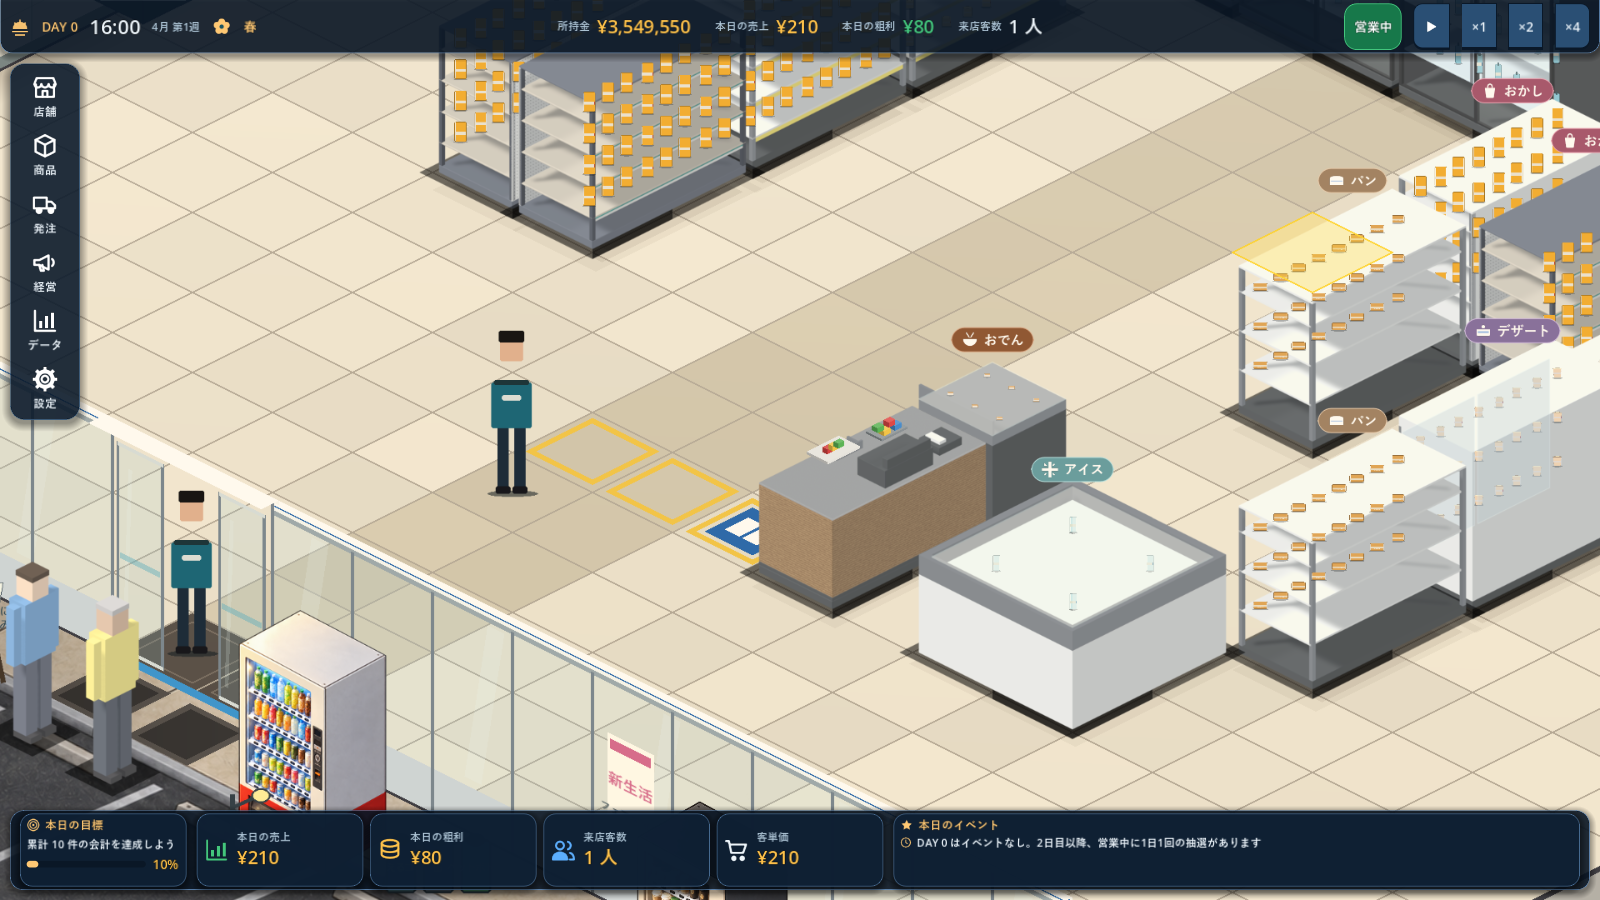 DAY 0 16:00 4月 第1週 春
所持金 ¥3,549,550 本日の売上 ¥210 本日の粗利 ¥80 来店客数 1 人
営業中 ×1 ×2 ×4
店舗
商品
発注
経営
データ
設定
おかし
パン
おでん
デザート
パン
アイス
新生活
本日の目標
累計 10 件の会計を達成しよう
10%
本日の売上
¥210
本日の粗利
¥80
来店客数
1 人
客単価
¥210
本日のイベント
DAY 0 はイベントなし。2日目以降、営業中に1日1回の抽選があります